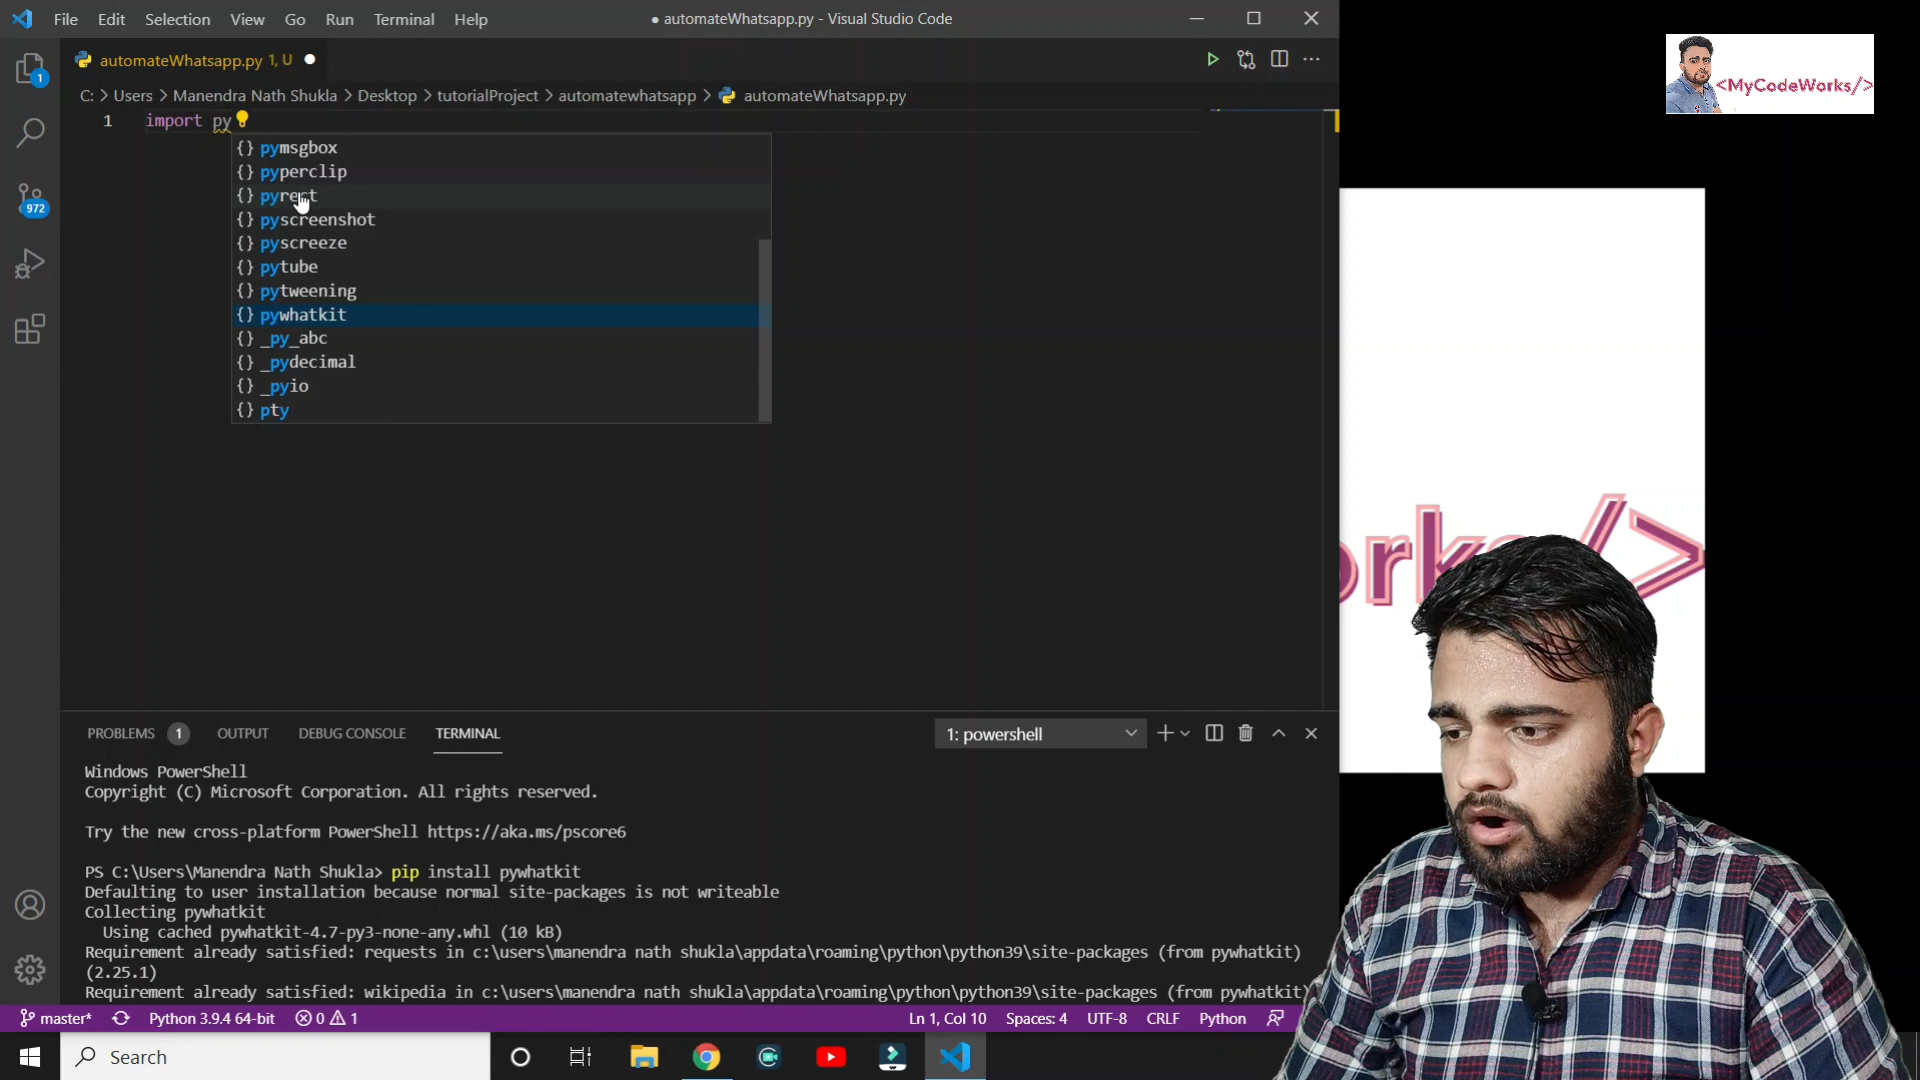 File Edit Selection View Go Run Terminal Help
● automateWhatsapp.py - Visual Studio Code
automateWhatsapp.py 1, U ●
<MyCodeWorks/>
C: > Users > Manendra Nath Shukla > Desktop > tutorialProject > automatewhatsapp > automateWhatsapp.py
1 import py
{} pymsgbox
{} pyperclip
{} pyrect
{} pyscreenshot
{} pyscreeze
{} pytube
{} pytweening
{} pywhatkit
{} _py_abc
{} _pydecimal
{} _pyio
{} pty
1
972
orks/>
PROBLEMS 1 OUTPUT DEBUG CONSOLE TERMINAL
1: powershell
Windows PowerShell
Copyright (C) Microsoft Corporation. All rights reserved.
Try the new cross-platform PowerShell https://aka.ms/pscore6
PS C:\Users\Manendra Nath Shukla> pip install pywhatkit
Defaulting to user installation because normal site-packages is not writeable
Collecting pywhatkit
Using cached pywhatkit-4.7-py3-none-any.whl (10 kB)
Requirement already satisfied: requests in c:\users\manendra nath shukla\appdata\roaming\python\python39\site-packages (from pywhatkit)
(2.25.1)
Requirement already satisfied: wikipedia in c:\users\manendra nath shukla\appdata\roaming\python\python39\site-packages (from pywhatkit)
master* Python 3.9.4 64-bit 0 1
Ln 1, Col 10 Spaces: 4 UTF-8 CRLF Python
Search